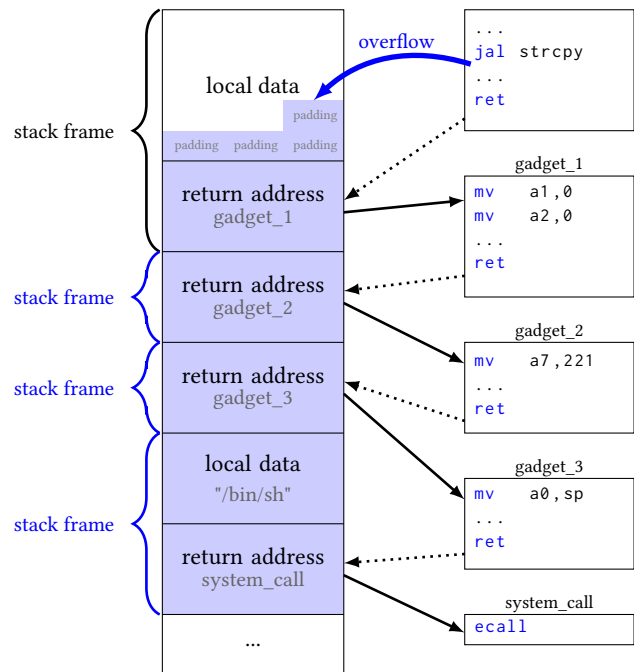 overflow
...
jal strcpy
...
ret
local data
padding
padding padding padding
stack frame
return address
gadget_1
gadget_1
mv a1,0
mv a2,0
...
ret
stack frame
return address
gadget_2
gadget_2
mv a7,221
...
ret
stack frame
return address
gadget_3
local data
"/bin/sh"
gadget_3
mv a0,sp
...
ret
stack frame
return address
system_call
system_call
ecall
...